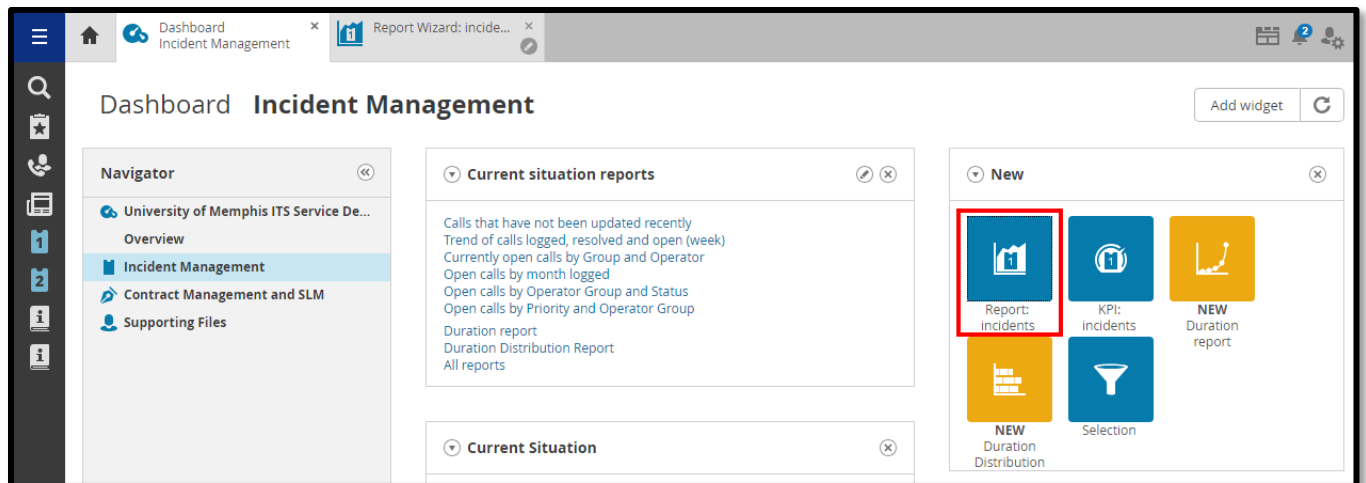 Dashboard
Incident Management
Report Wizard: incide...
2
Dashboard Incident Management
Add widget
Navigator
University of Memphis ITS Service De...
Overview
Incident Management
Contract Management and SLM
Supporting Files
1
2
Current situation reports
Calls that have not been updated recently
Trend of calls logged, resolved and open (week)
Currently open calls by Group and Operator
Open calls by month logged
Open calls by Operator Group and Status
Open calls by Priority and Operator Group
Duration report
Duration Distribution Report
All reports
Current Situation
New
Report:
incidents
KPI:
incidents
NEW
Duration
report
NEW
Duration
Distribution
Selection